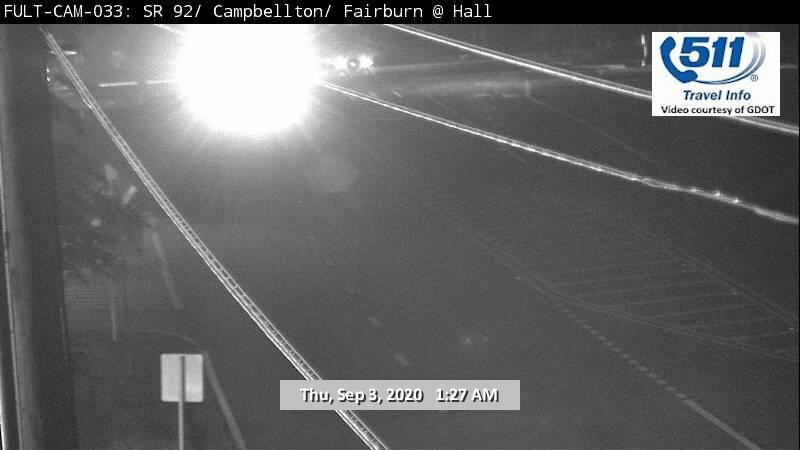 FULT-CAM-033: SR 92/ Campbellton/ Fairburn @ Hall
511
®
Travel Info
Video courtesy of GDOT
Thu, Sep 3, 2020 1:27 AM